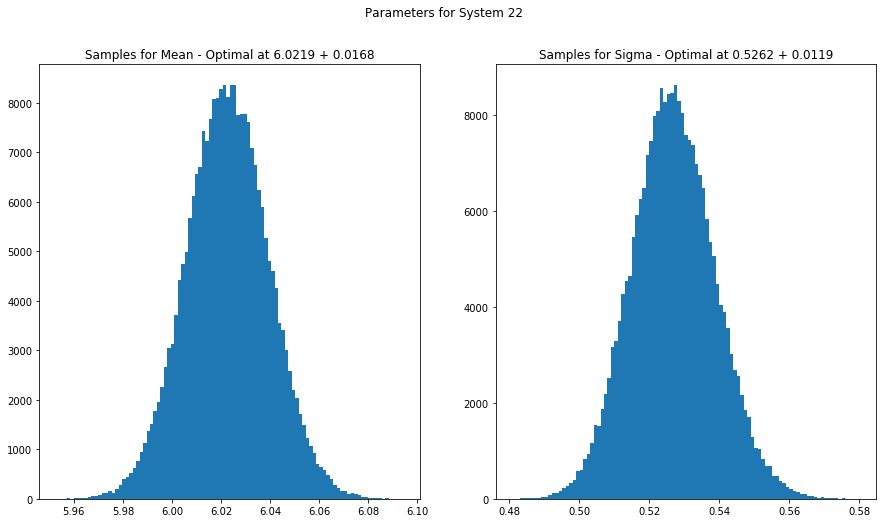 Parameters for System 22
Samples for Mean - Optimal at 6.0219 + 0.0168
8000
7000
6000
5000
4000
3000
2000
1000
0
5.96 5.98 6.00 6.02 6.04 6.06 6.08 6.10
Samples for Sigma - Optimal at 0.5262 + 0.0119
8000
6000
4000
2000
0
0.48 0.50 0.52 0.54 0.56 0.58